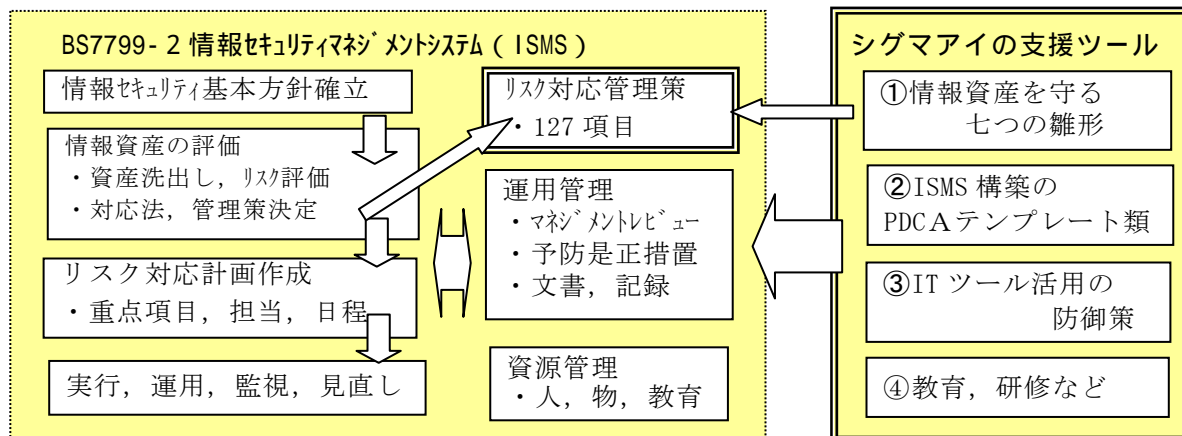 BS7799-2 情報ｾｷｭﾘﾃｨﾏﾈｼﾞﾒﾝﾄｼｽﾃﾑ(ISMS)
情報ｾｷｭﾘﾃｨ基本方針確立
情報資産の評価
・資産洗出し，ﾘｽｸ評価
・対応法，管理策決定
リスク対応計画作成
・重点項目，担当，日程
実行，運用，監視，見直し
ﾘｽｸ対応管理策
・127 項目
運用管理
・ﾏﾈｼﾞﾒﾝﾄﾚﾋﾞｭｰ
・予防是正措置
・文書，記録
資源管理
・人，物，教育
シグマアイの支援ツール
①情報資産を守る
七つの雛形
②ISMS 構築の
PDCAテンプレート類
③IT ツール活用の
防御策
④教育，研修など